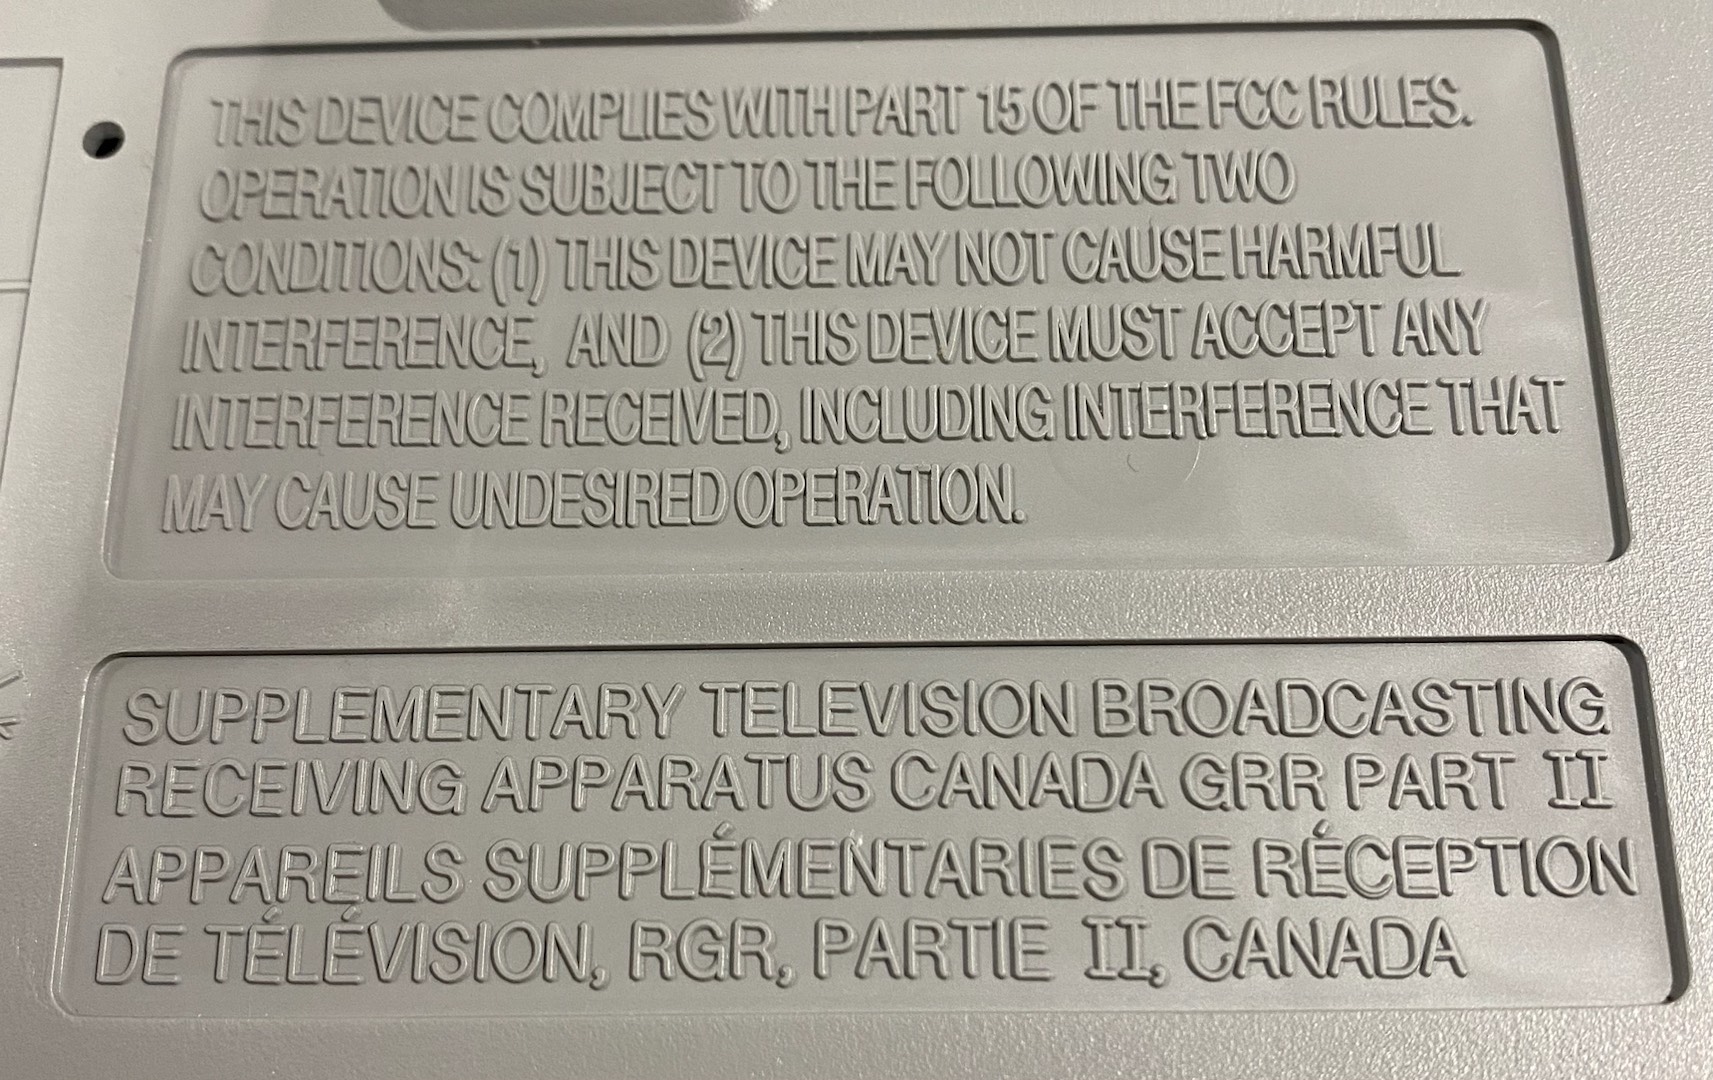 THIS DEVICE COMPLIES WITH PART 15 OF THE FCC RULES.
OPERATION IS SUBJECT TO THE FOLLOWING TWO
CONDITIONS: (1) THIS DEVICE MAY NOT CAUSE HARMFUL
INTERFERENCE, AND (2) THIS DEVICE MUST ACCEPT ANY
INTERFERENCE RECEIVED, INCLUDING INTERFERENCE THAT
MAY CAUSE UNDESIRED OPERATION.
SUPPLEMENTARY TELEVISION BROADCASTING
RECEIVING APPARATUS CANADA GRR PART II
APPAREILS SUPPLÉMENTARIES DE RÉCEPTION
DE TÉLÉVISION, RGR, PARTIE II, CANADA